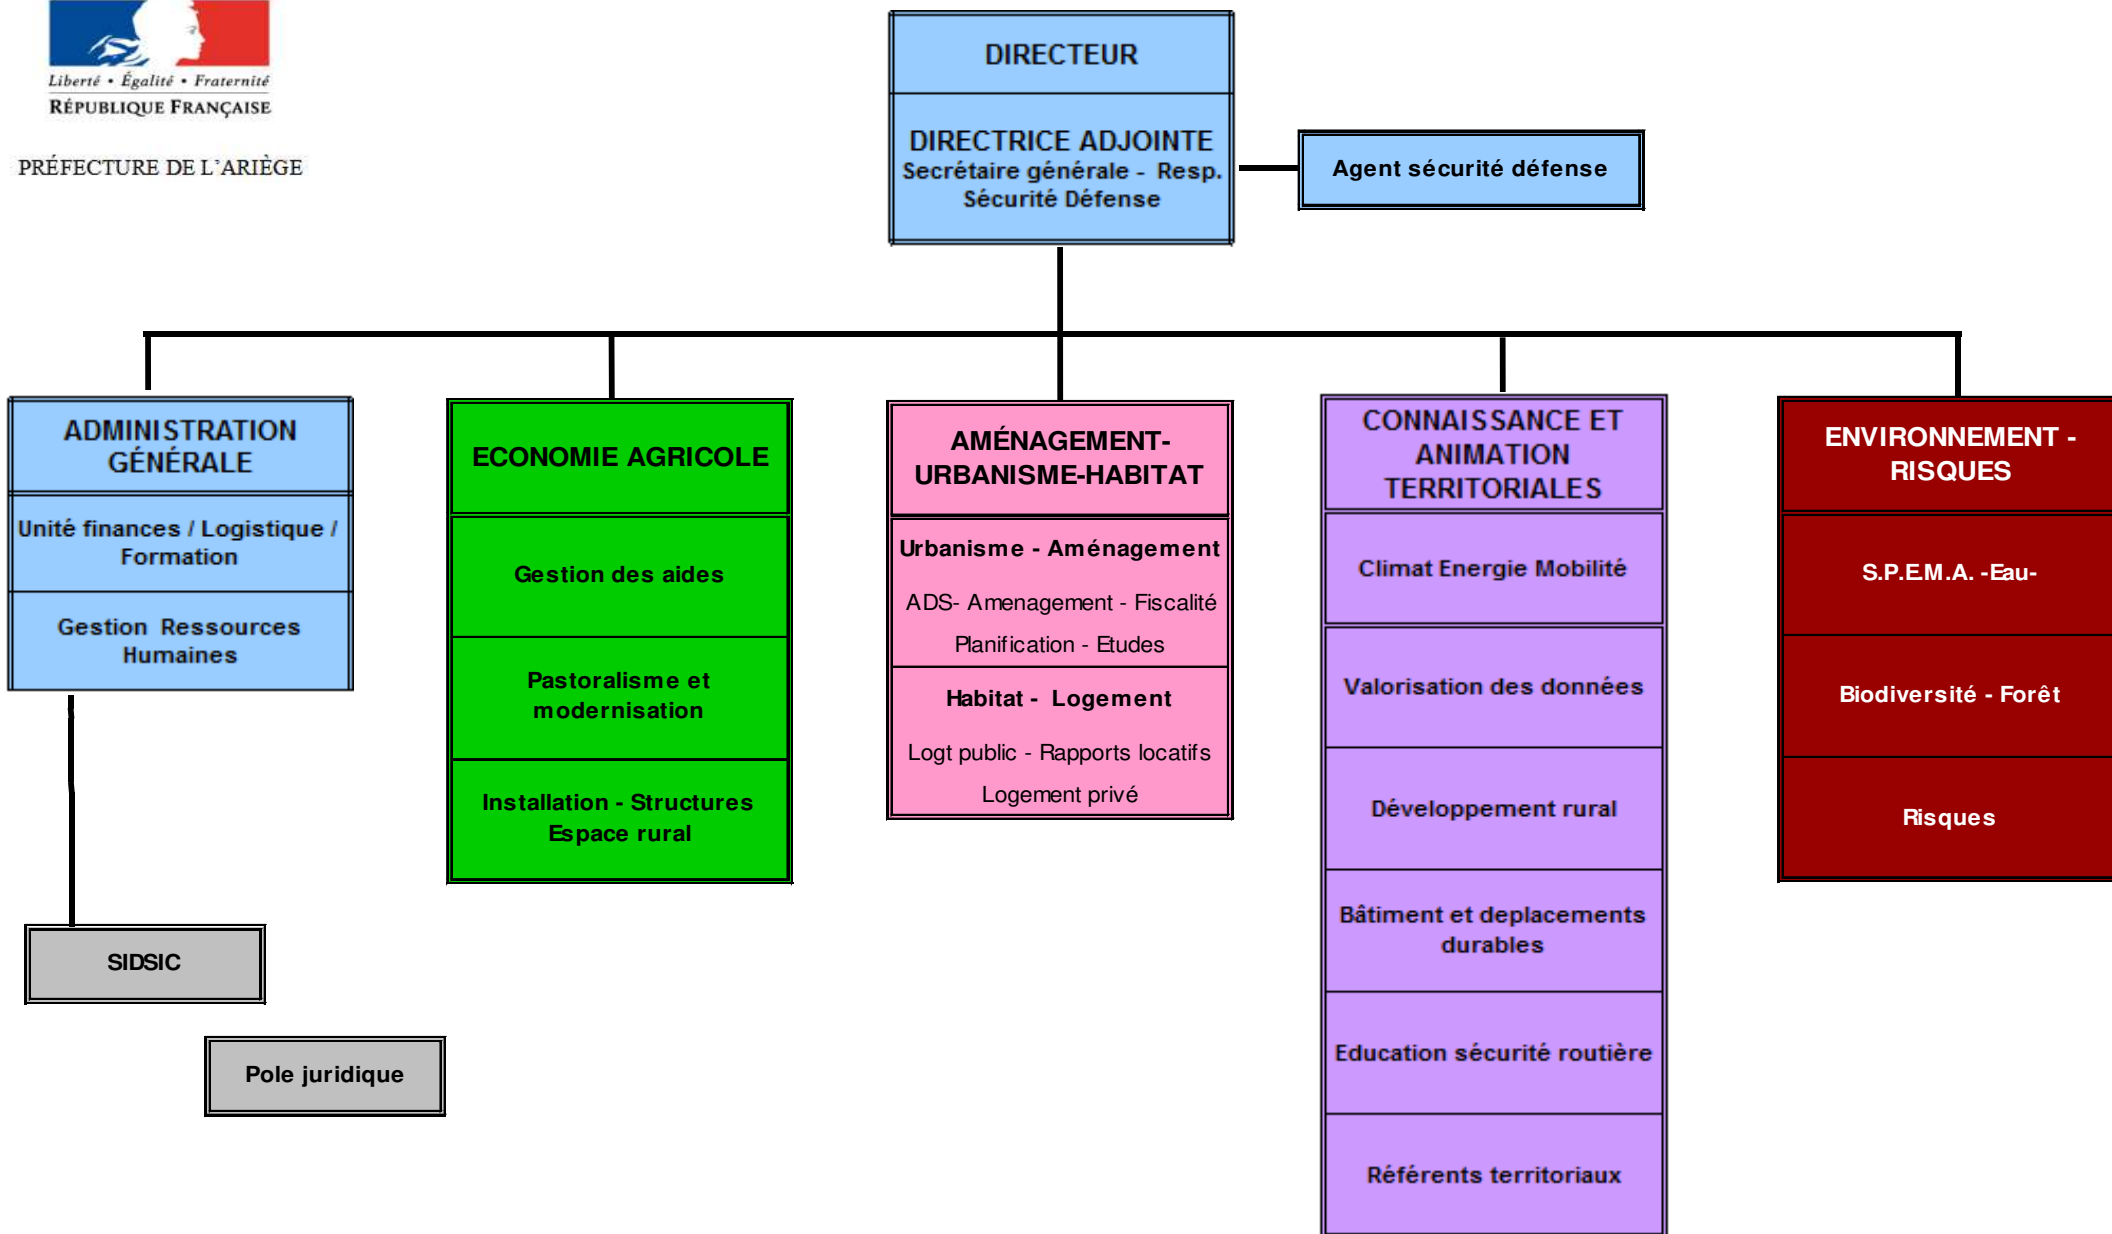 Liberté • Égalité • Fraternité
RÉPUBLIQUE FRANÇAISE
PRÉFECTURE DE L'ARIÈGE
DIRECTEUR
DIRECTRICE ADJOINTE
Secrétaire générale - Resp.
Sécurité Défense
Agent sécurité défense
ADMINISTRATION
GÉNÉRALE
Unité finances / Logistique /
Formation
Gestion Ressources
Humaines
SIDSIC
Pole juridique
ECONOMIE AGRICOLE
Gestion des aides
Pastoralisme et
modernisation
Installation - Structures
Espace rural
AMÉNAGEMENT-
URBANISME-HABITAT
Urbanisme - Aménagement
ADS- Amenagement - Fiscalité
Planification - Etudes
Habitat - Logement
Logt public - Rapports locatifs
Logement privé
CONNAISSANCE ET
ANIMATION
TERRITORIALES
Climat Energie Mobilité
Valorisation des données
Développement rural
Bâtiment et deplacements
durables
Education sécurité routière
Référents territoriaux
ENVIRONNEMENT -
RISQUES
S.P.E.M.A. -Eau-
Biodiversité - Forêt
Risques